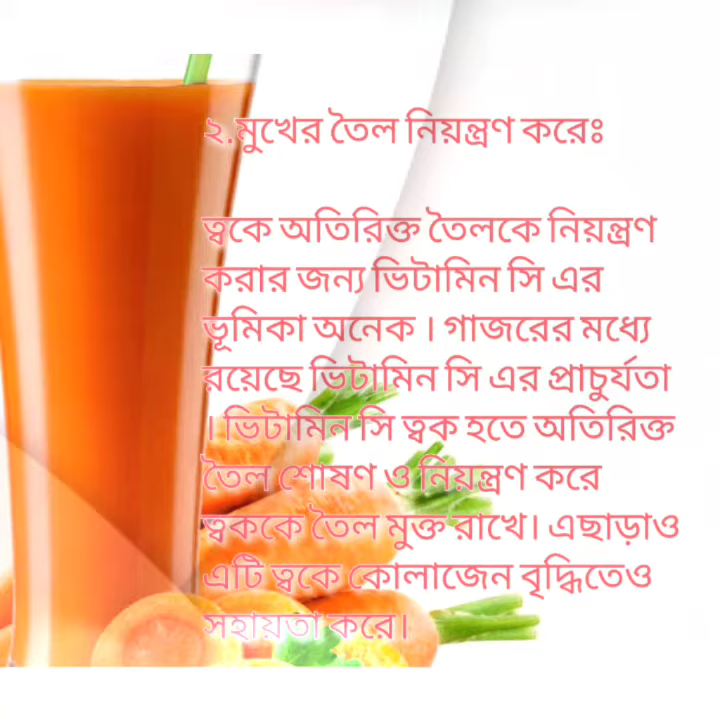 ২.মুখের তৈল নিয়ন্ত্রণ করেঃ
ত্বকে অতিরিক্ত তৈলকে নিয়ন্ত্রণ
করার জন্য ভিটামিন সি এর
ভূমিকা অনেক । গাজরের মধ্যে
রয়েছে ভিটামিন সি এর প্রাচুর্যতা
। ভিটামিন সি ত্বক হতে অতিরিক্ত
তৈল শোষণ ও নিয়ন্ত্রণ করে
ত্বককে তৈল মুক্ত রাখে। এছাড়াও
এটি ত্বকে কোলাজেন বৃদ্ধিতেও
সহায়তা করে।